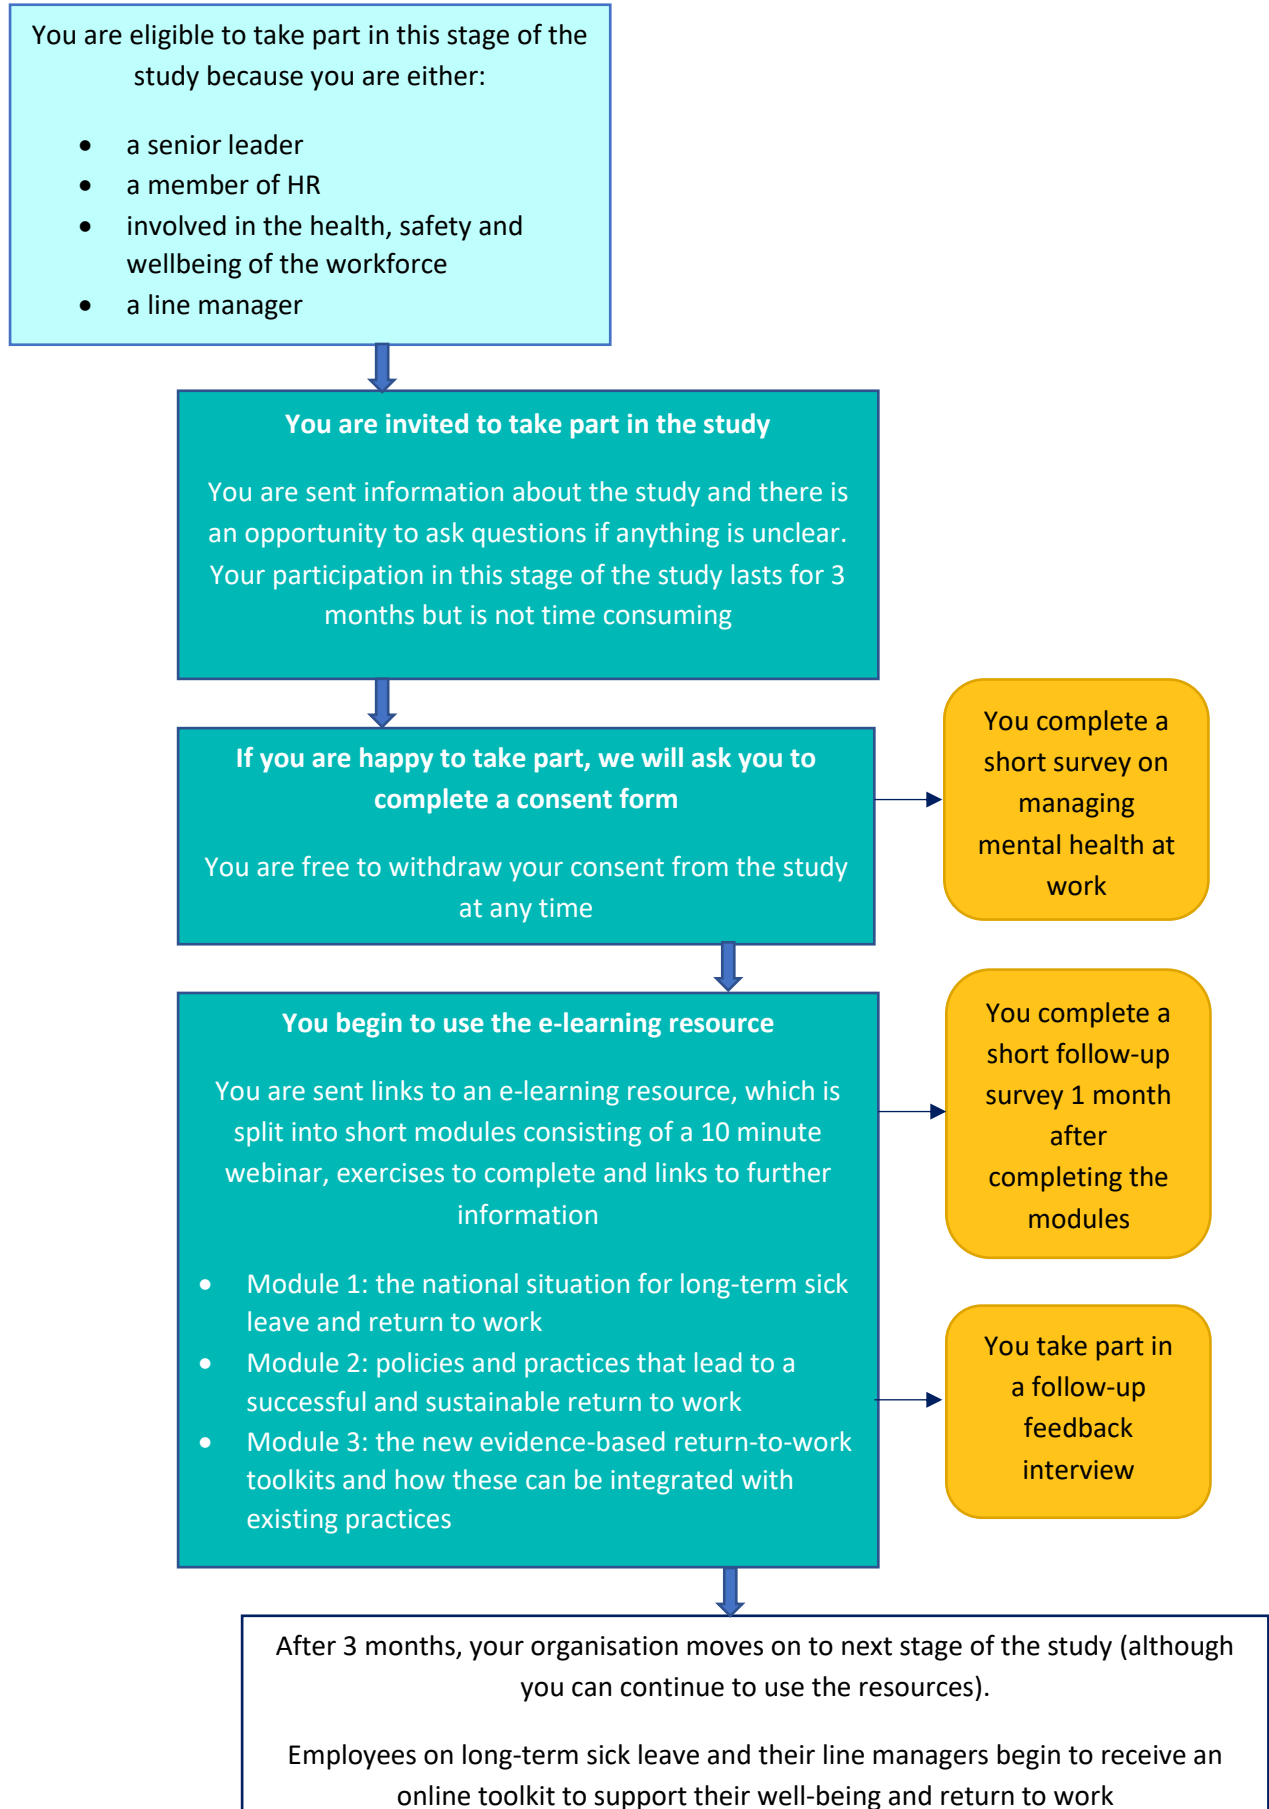 You are eligible to take part in this stage of the
study because you are either:
• a senior leader
• a member of HR
• involved in the health, safety and
wellbeing of the workforce
• a line manager
You are invited to take part in the study
You are sent information about the study and there is
an opportunity to ask questions if anything is unclear.
Your participation in this stage of the study lasts for 3
months but is not time consuming
If you are happy to take part, we will ask you to
complete a consent form
You are free to withdraw your consent from the study
at any time
You complete a
short survey on
managing
mental health at
work
You begin to use the e-learning resource
You are sent links to an e-learning resource, which is
split into short modules consisting of a 10 minute
webinar, exercises to complete and links to further
information
• Module 1: the national situation for long-term sick
leave and return to work
• Module 2: policies and practices that lead to a
successful and sustainable return to work
• Module 3: the new evidence-based return-to-work
toolkits and how these can be integrated with
existing practices
You complete a
short follow-up
survey 1 month
after
completing the
modules
You take part in
a follow-up
feedback
interview
After 3 months, your organisation moves on to next stage of the study (although
you can continue to use the resources).
Employees on long-term sick leave and their line managers begin to receive an
online toolkit to support their well-being and return to work